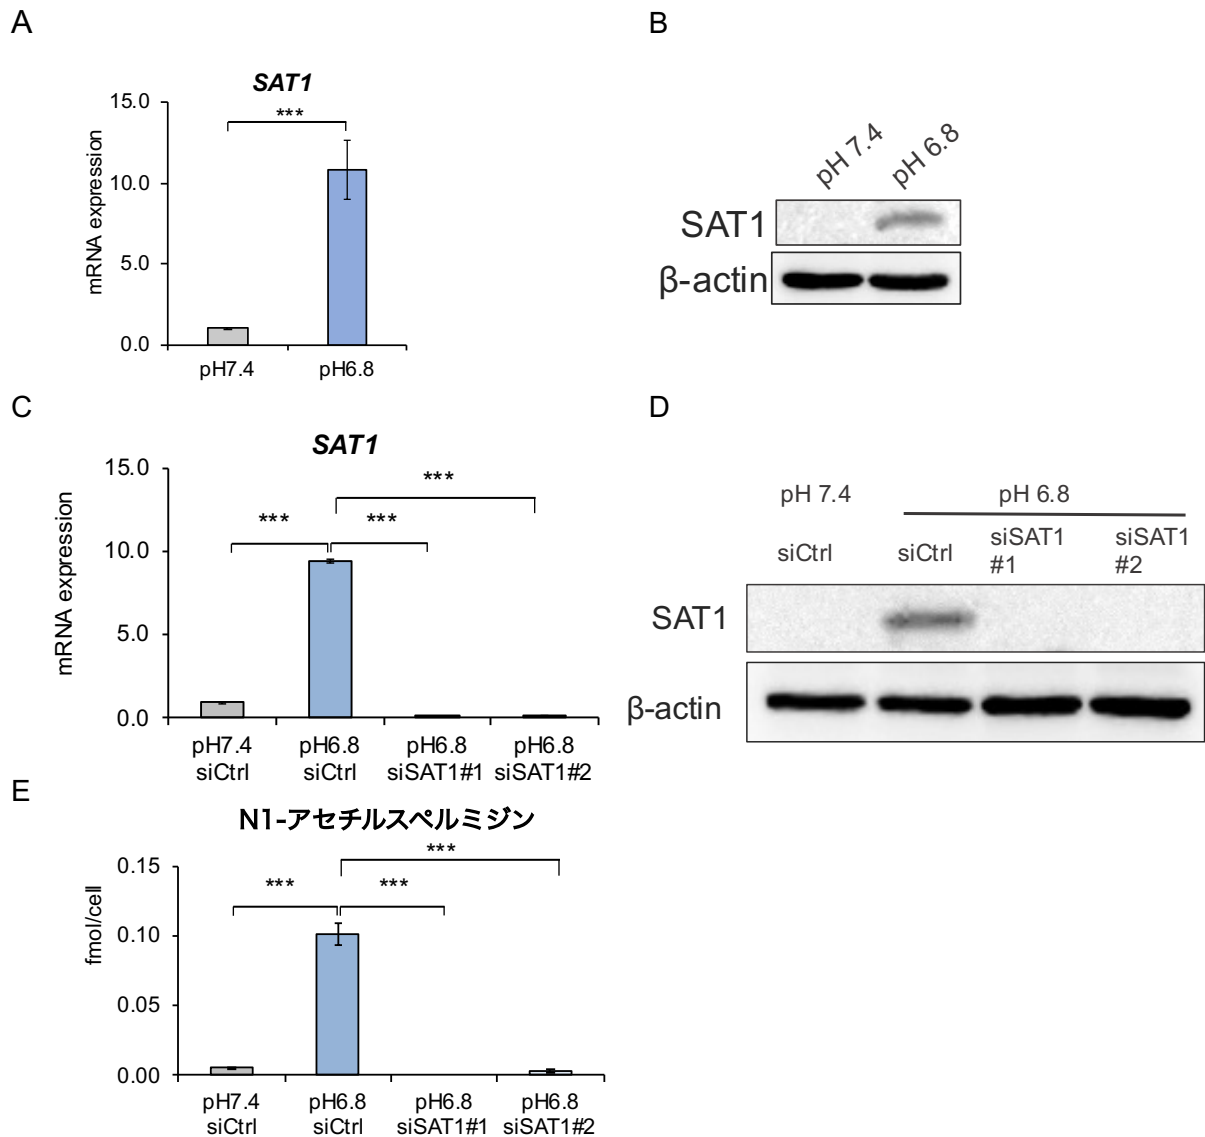 A
SAT1
***
mRNA expression
15.0
10.0
5.0
0.0
pH7.4
pH6.8
B
pH 7.4
pH 6.8
SAT1
β-actin
C
SAT1
***
***
***
mRNA expression
15.0
10.0
5.0
0.0
pH7.4
siCtrl
pH6.8
siCtrl
pH6.8
siSAT1#1
pH6.8
siSAT1#2
D
pH 7.4
pH 6.8
siCtrl
siCtrl
siSAT1
#1
siSAT1
#2
SAT1
β-actin
E
N1-アセチルスペルミジン
***
***
***
fmol/cell
0.15
0.10
0.05
0.00
pH7.4
siCtrl
pH6.8
siCtrl
pH6.8
siSAT1#1
pH6.8
siSAT1#2